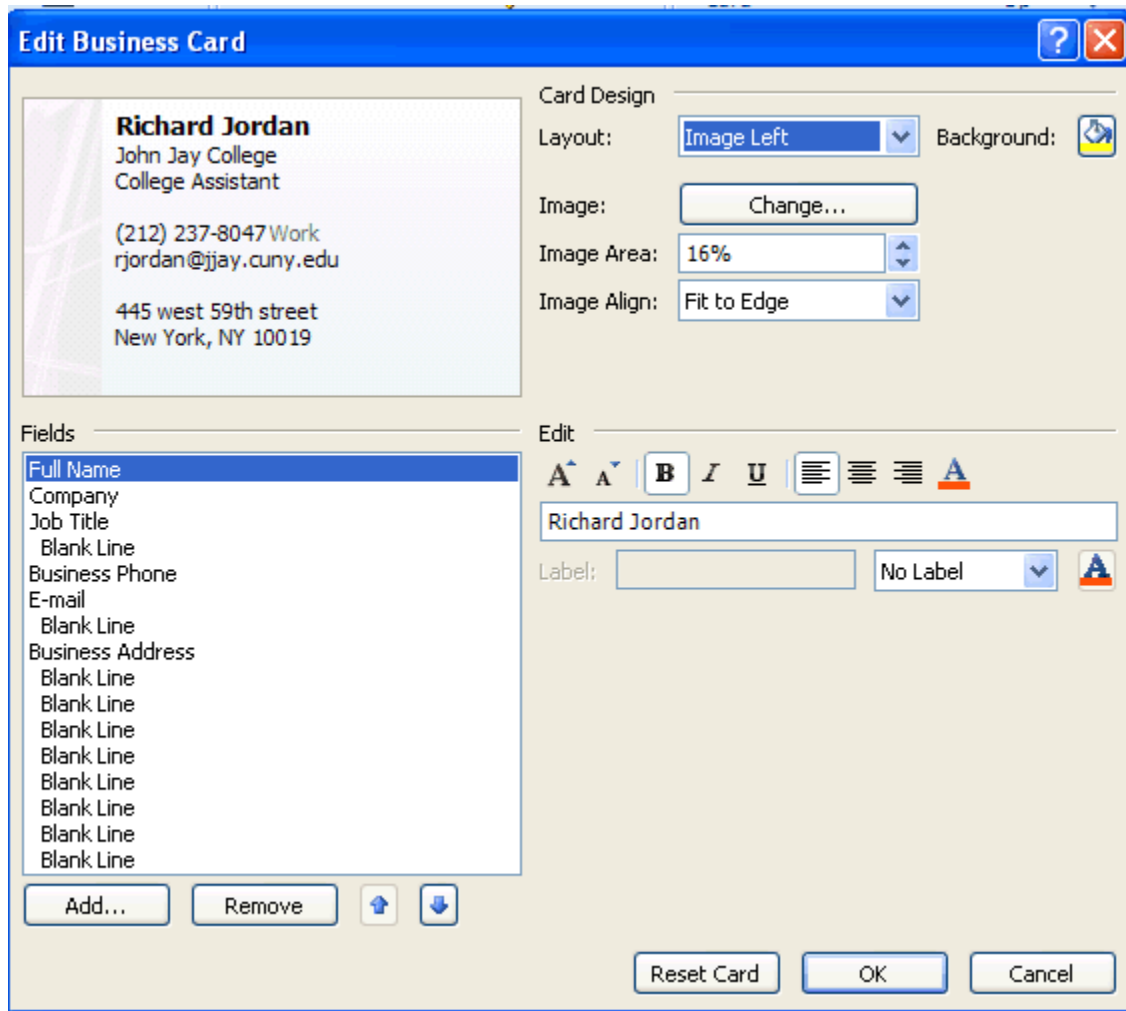 Edit Business Card
Richard Jordan
John Jay College
College Assistant
(212) 237-8047 Work
rjordan@jjay.cuny.edu
445 west 59th street
New York, NY 10019
Card Design
Layout: Image Left Background:
Image: Change...
Image Area: 16%
Image Align: Fit to Edge
Fields
Full Name
Company
Job Title
Blank Line
Business Phone
E-mail
Blank Line
Business Address
Blank Line
Blank Line
Blank Line
Blank Line
Blank Line
Blank Line
Blank Line
Blank Line
Add... Remove
Edit
A A B I U A
Richard Jordan
Label: No Label A
Reset Card OK Cancel